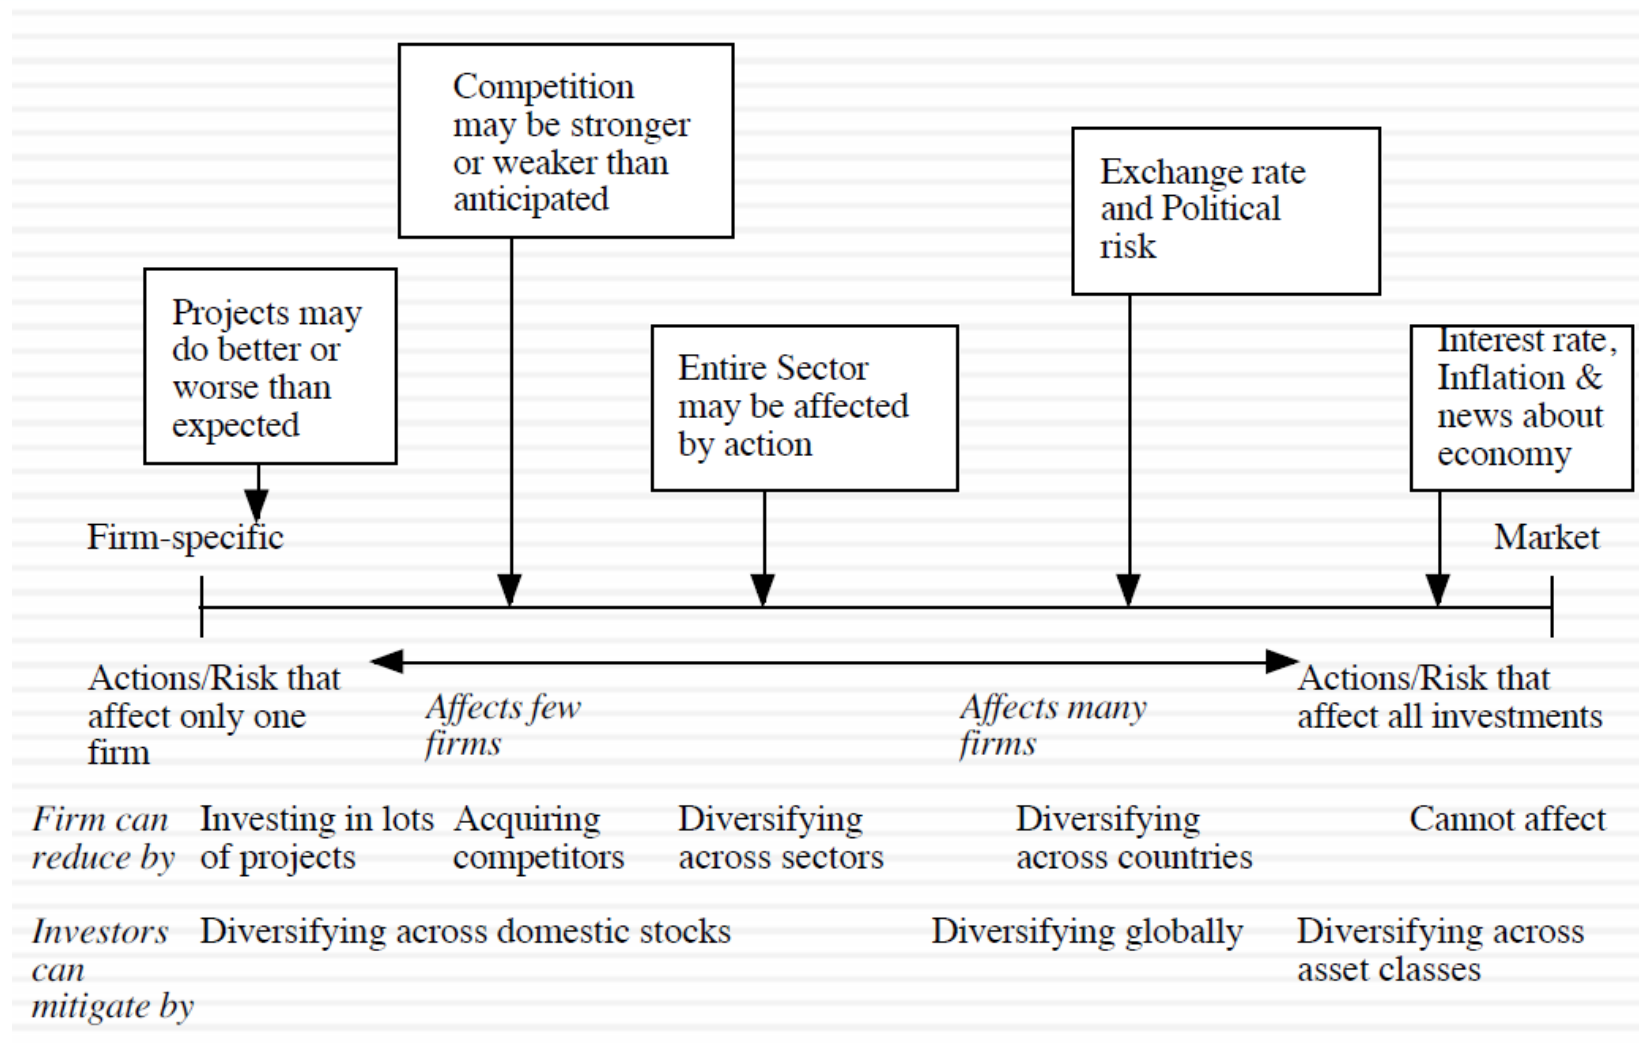 Competition
may be stronger
or weaker than
anticipated
Exchange rate
and Political
risk
Projects may
do better or
worse than
expected
Entire Sector
may be affected
by action
Interest rate,
Inflation &
news about
economy
Firm-specific
Market
Actions/Risk that
affect only one
firm
Affects few
firms
Affects many
firms
Actions/Risk that
affect all investments
Firm can
reduce by
Investing in lots
of projects
Acquiring
competitors
Diversifying
across sectors
Diversifying
across countries
Cannot affect
Investors
can
mitigate by
Diversifying across domestic stocks
Diversifying globally
Diversifying across
asset classes